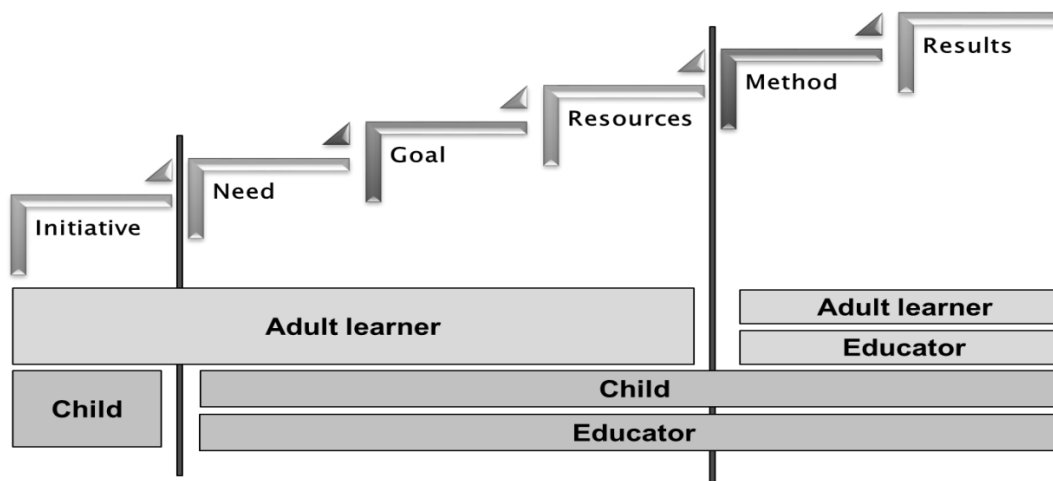 Initiative
Need
Goal
Resources
Method
Results
Adult learner
Adult learner
Educator
Child
Child
Educator